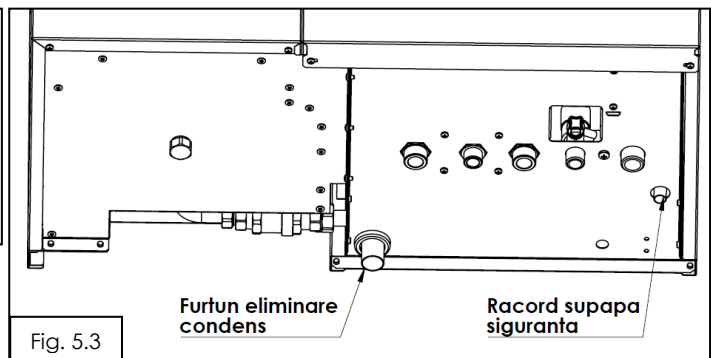 Furtun eliminare
condens
Racord supapa
siguranta
Fig. 5.3